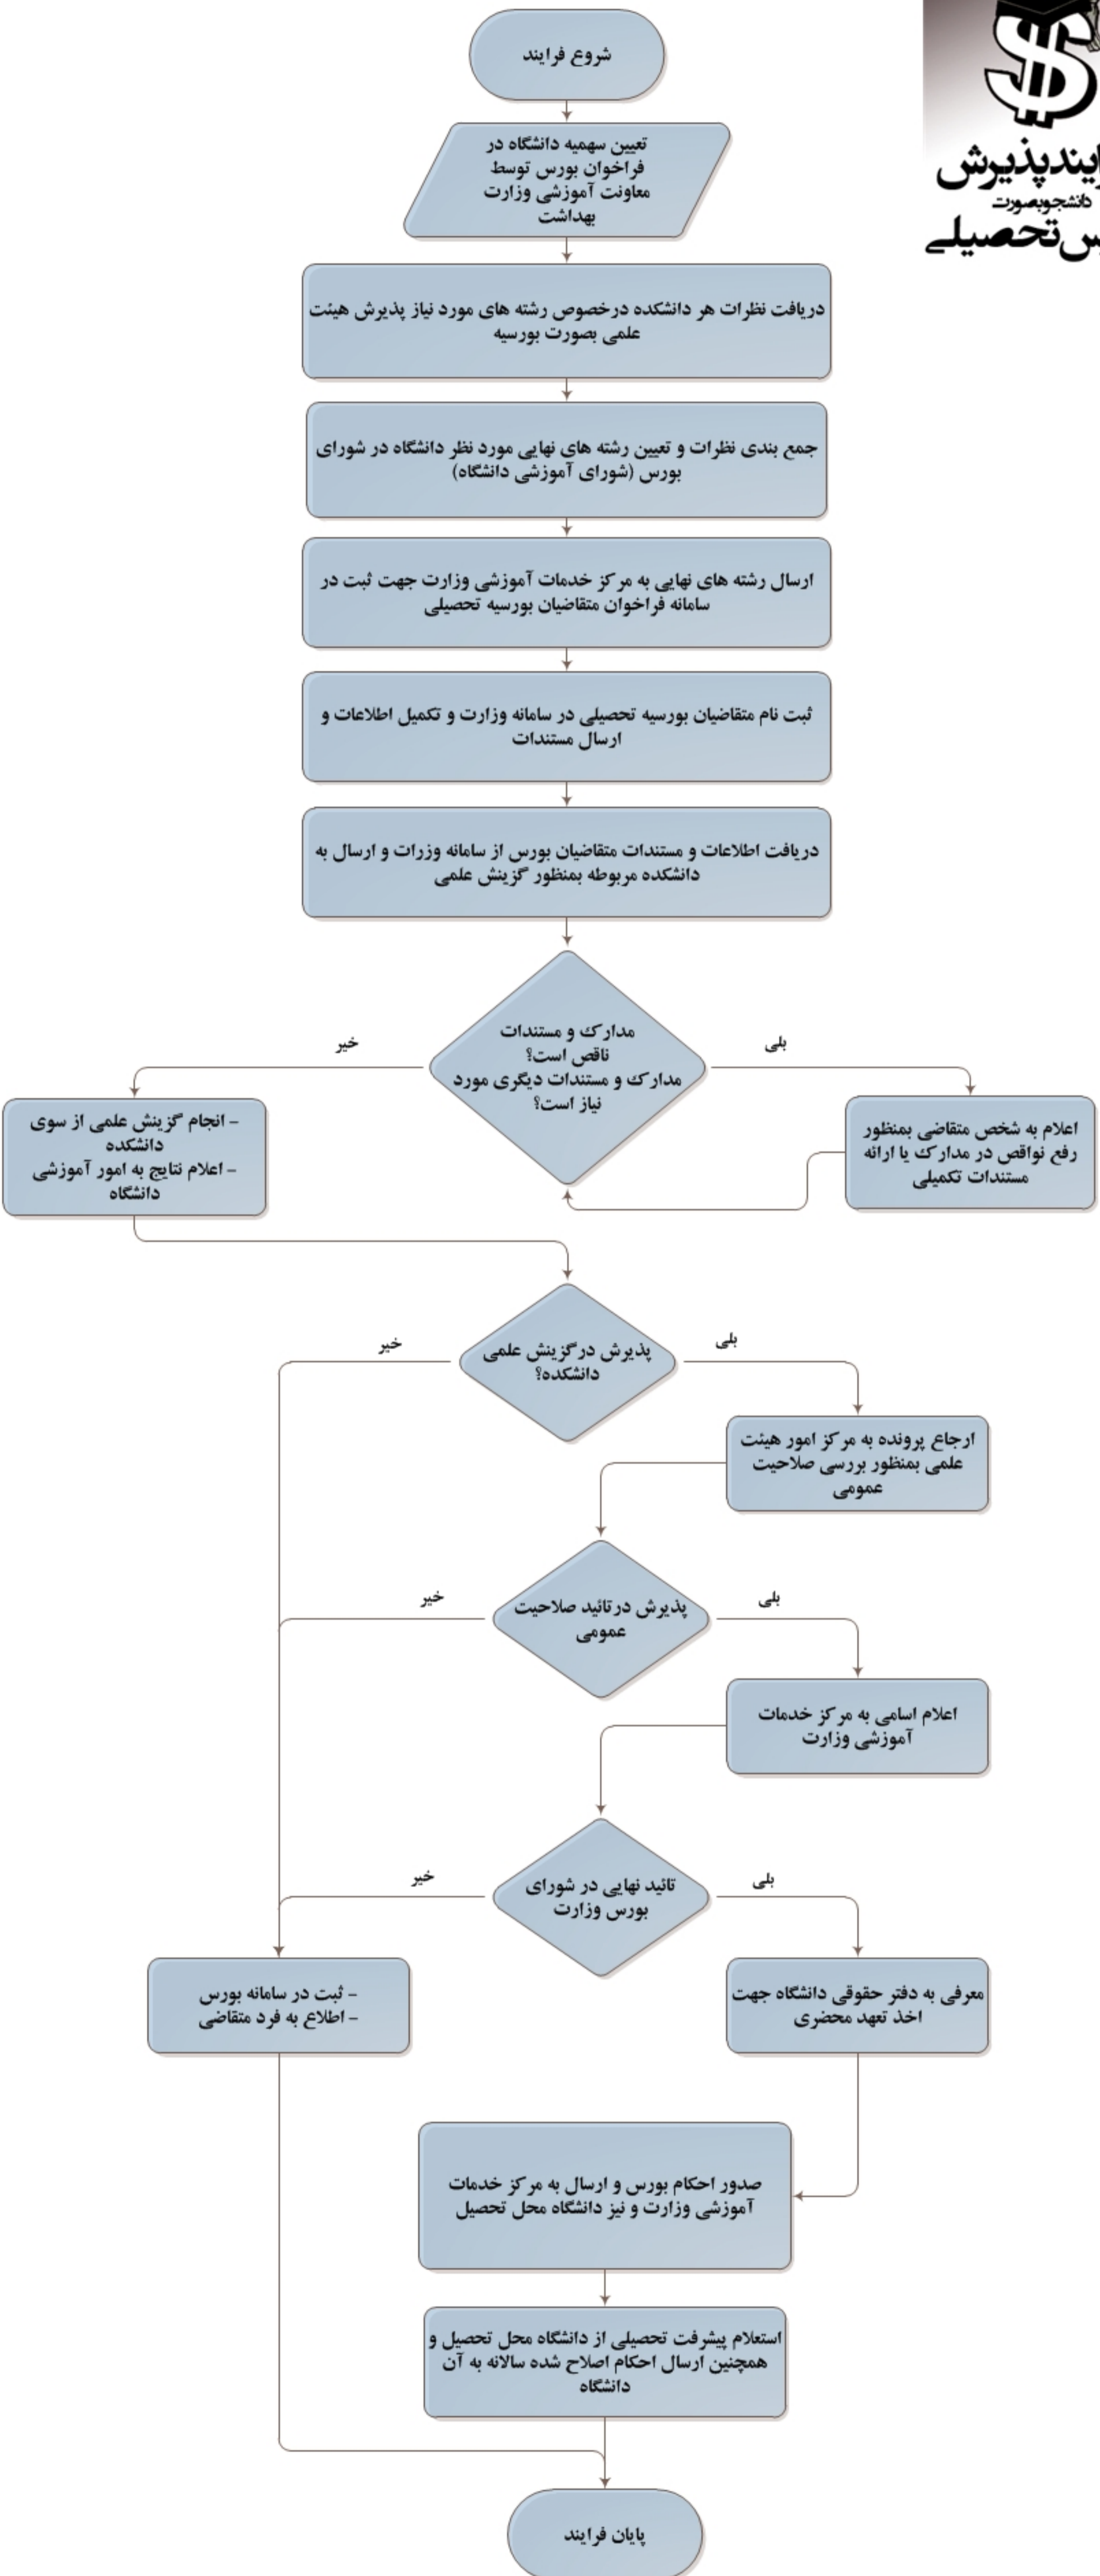 دانشجوبصورت
شروع فرایند
تعیین سهمیه دانشگاه در
فراخوان بورس توسط
معاونت آموزشی وزارت
بهداشت
دریافت نظرات هر دانشکده درخصوص رشته های مورد نیاز پذیرش هیئت
علمی بصورت بورسیه
جمع بندی نظرات و تعیین رشته های نهایی مورد نظر دانشگاه در شورای
بورس (شورای آموزشی دانشگاه)
ارسال رشته های نهایی به مرکز خدمات آموزشی وزارت جهت ثبت در
سامانه فراخوان متقاضیان بورسیه تحصیلی
ثبت نام متقاضیان بورسیه تحصیلی در سامانه وزارت و تکمیل اطلاعات و
ارسال مستندات
دریافت اطلاعات و مستندات متقاضیان بورس از سامانه وزرات و ارسال به
دانشکده مربوطه بمنظور گزینش علمی
مدارک و مستندات
ناقص است؟
مدارک و مستندات دیگری مورد
نیاز است؟
بلی
خیر
اعلام به شخص متقاضی بمنظور
رفع نواقص در مدارک یا ارائه
مستندات تکمیلی
- انجام گزینش علمی از سوی
دانشکده
- اعلام نتایج به امور آموزشی
دانشگاه
پذیرش درگزینش علمی
دانشکده؟
بلی
خیر
ارجاع پرونده به مرکز امور هیئت
علمی بمنظور بررسی صلاحیت
عمومی
پذیرش درتائید صلاحیت
عمومی
بلی
خیر
اعلام اسامی به مرکز خدمات
آموزشی وزارت
تائید نهایی در شورای
بورس وزارت
بلی
خیر
معرفی به دفتر حقوقی دانشگاه جهت
اخذ تعهد محضری
- ثبت در سامانه بورس
- اطلاع به فرد متقاضی
صدور احکام بورس و ارسال به مرکز خدمات
آموزشی وزارت و نیز دانشگاه محل تحصیل
استعلام پیشرفت تحصیلی از دانشگاه محل تحصیل و
همچنین ارسال احکام اصلاح شده سالانه به آن
دانشگاه
پایان فرایند